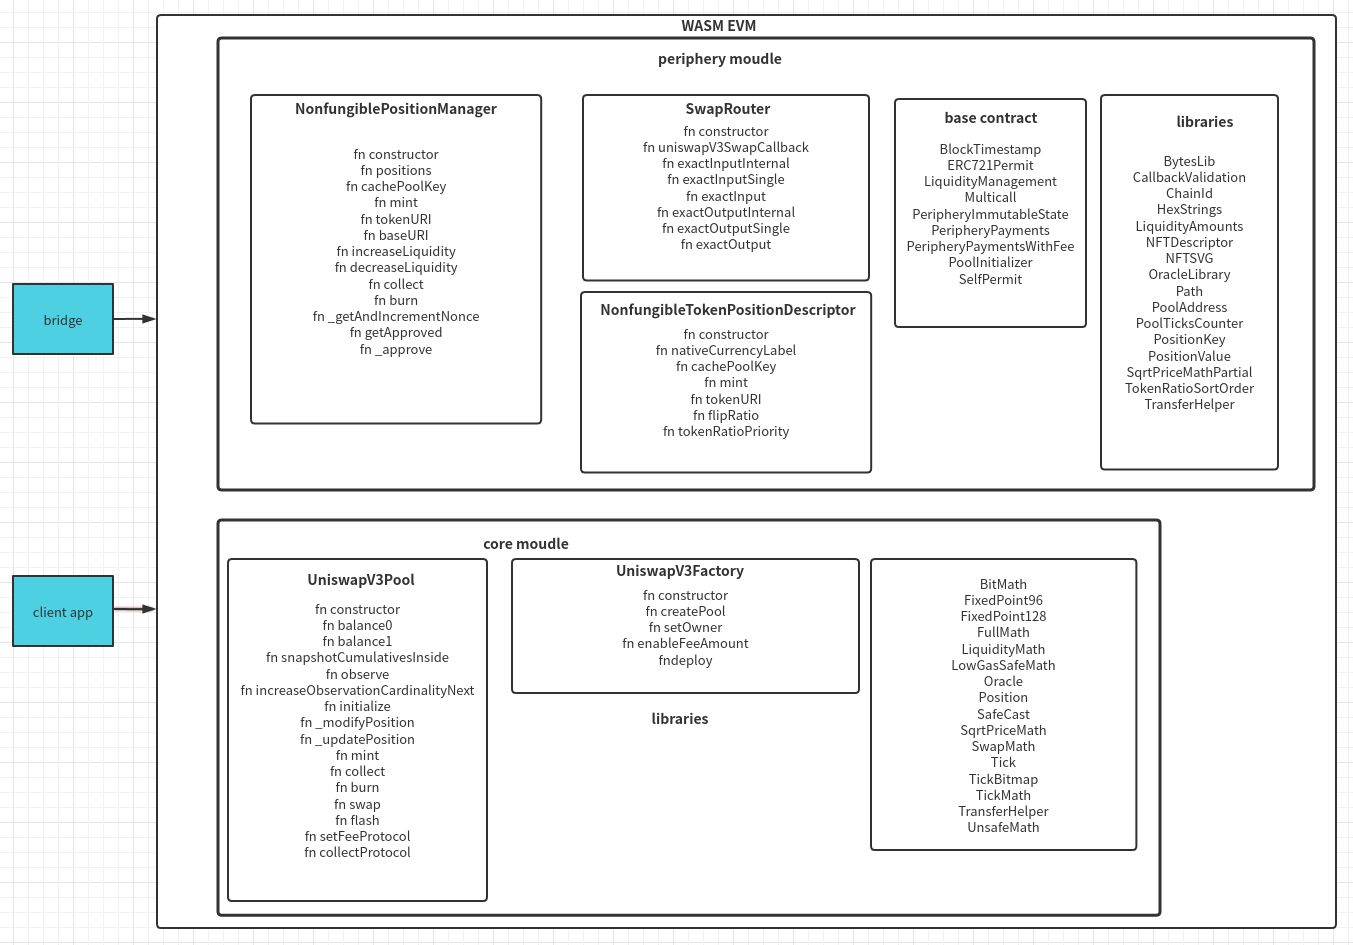 WASM EVM
periphery moudle
NonfungiblePositionManager
fn constructor
fn positions
fn cachePoolKey
fn mint
fn tokenURI
fn baseURI
fn increaseLiquidity
fn decreaseLiquidity
fn collect
fn burn
fn _getAndIncrementNonce
fn getApproved
fn _approve
SwapRouter
fn constructor
fn uniswapV3SwapCallback
fn exactInputInternal
fn exactInputSingle
fn exactInput
fn exactOutputInternal
fn exactOutputSingle
fn exactOutput
NonfungibleTokenPositionDescriptor
fn constructor
fn nativeCurrencyLabel
fn cachePoolKey
fn mint
fn tokenURI
fn flipRatio
fn tokenRatioPriority
base contract
BlockTimestamp
ERC721Permit
LiquidityManagement
Multicall
PeripheryImmutableState
PeripheryPayments
PeripheryPaymentsWithFee
PoolInitializer
SelfPermit
libraries
BytesLib
CallbackValidation
ChainId
HexStrings
LiquidityAmounts
NFTDescriptor
NFTSVG
OracleLibrary
Path
PoolAddress
PoolTicksCounter
PositionKey
PositionValue
SqrtPriceMathPartial
TokenRatioSortOrder
TransferHelper
bridge
client app
core moudle
UniswapV3Pool
fn constructor
fn balance0
fn balance1
fn snapshotCumulativesInside
fn observe
fn increaseObservationCardinalityNext
fn initialize
fn _modifyPosition
fn _updatePosition
fn mint
fn collect
fn burn
fn swap
fn flash
fn setFeeProtocol
fn collectProtocol
UniswapV3Factory
fn constructor
fn createPool
fn setOwner
fn enableFeeAmount
fndeploy
libraries
BitMath
FixedPoint96
FixedPoint128
FullMath
LiquidityMath
LowGasSafeMath
Oracle
Position
SafeCast
SqrtPriceMath
SwapMath
Tick
TickBitmap
TickMath
TransferHelper
UnsafeMath